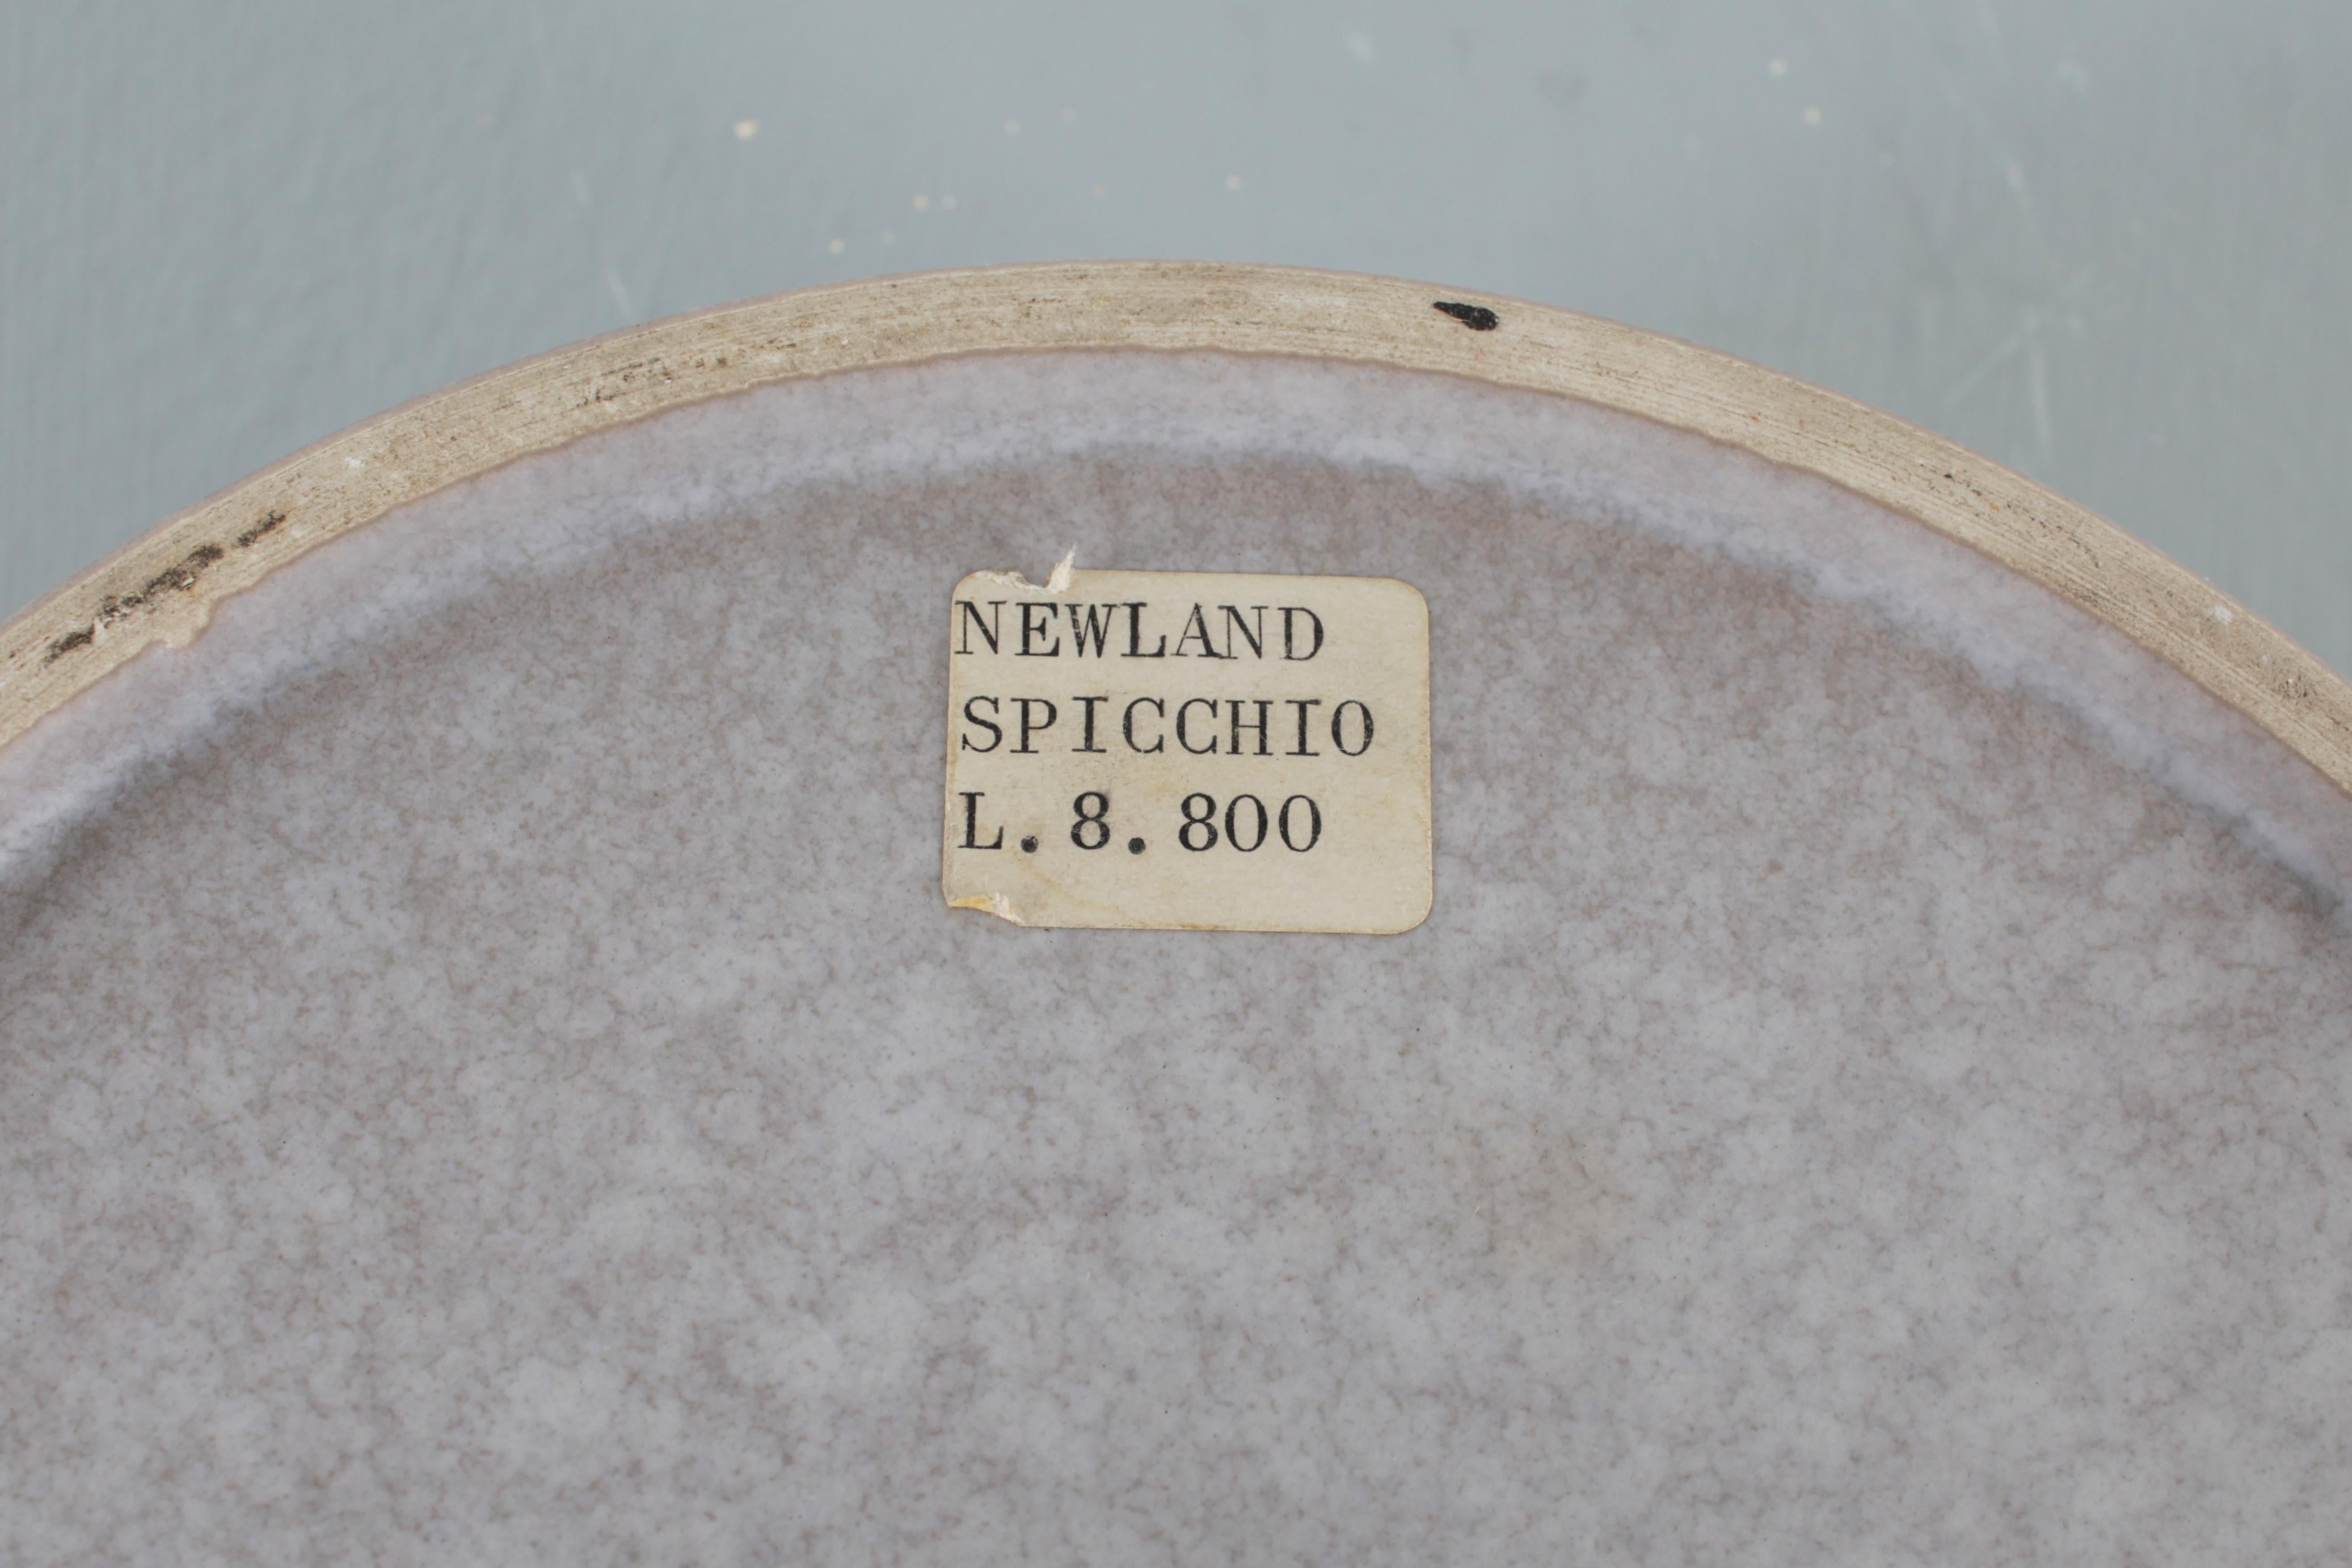 NEWLAND
SPICCHIO
L. 8. 800